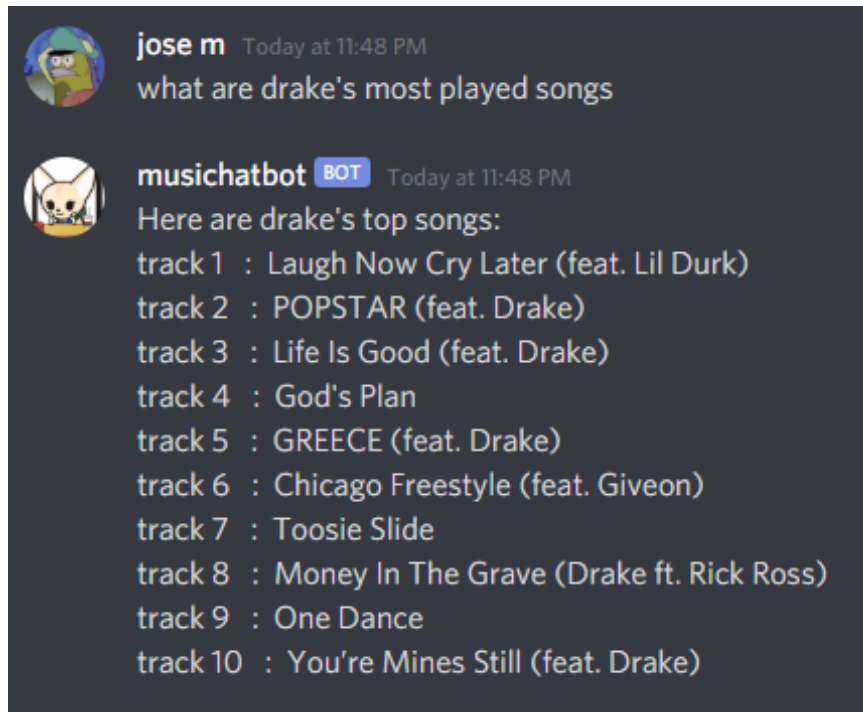 jose m Today at 11:48 PM
what are drake's most played songs
musichatbot BOT Today at 11:48 PM
Here are drake's top songs:
track 1 : Laugh Now Cry Later (feat. Lil Durk)
track 2 : POPSTAR (feat. Drake)
track 3 : Life Is Good (feat. Drake)
track 4 : God's Plan
track 5 : GREECE (feat. Drake)
track 6 : Chicago Freestyle (feat. Giveon)
track 7 : Toosie Slide
track 8 : Money In The Grave (Drake ft. Rick Ross)
track 9 : One Dance
track 10 : You’re Mines Still (feat. Drake)